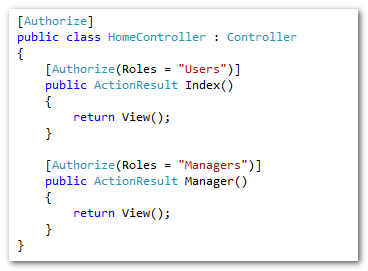 [Authorize]
public class HomeController : Controller
{
    [Authorize(Roles = "Users")]
    public ActionResult Index()
    {
        return View();
    }

    [Authorize(Roles = "Managers")]
    public ActionResult Manager()
    {
        return View();
    }
}